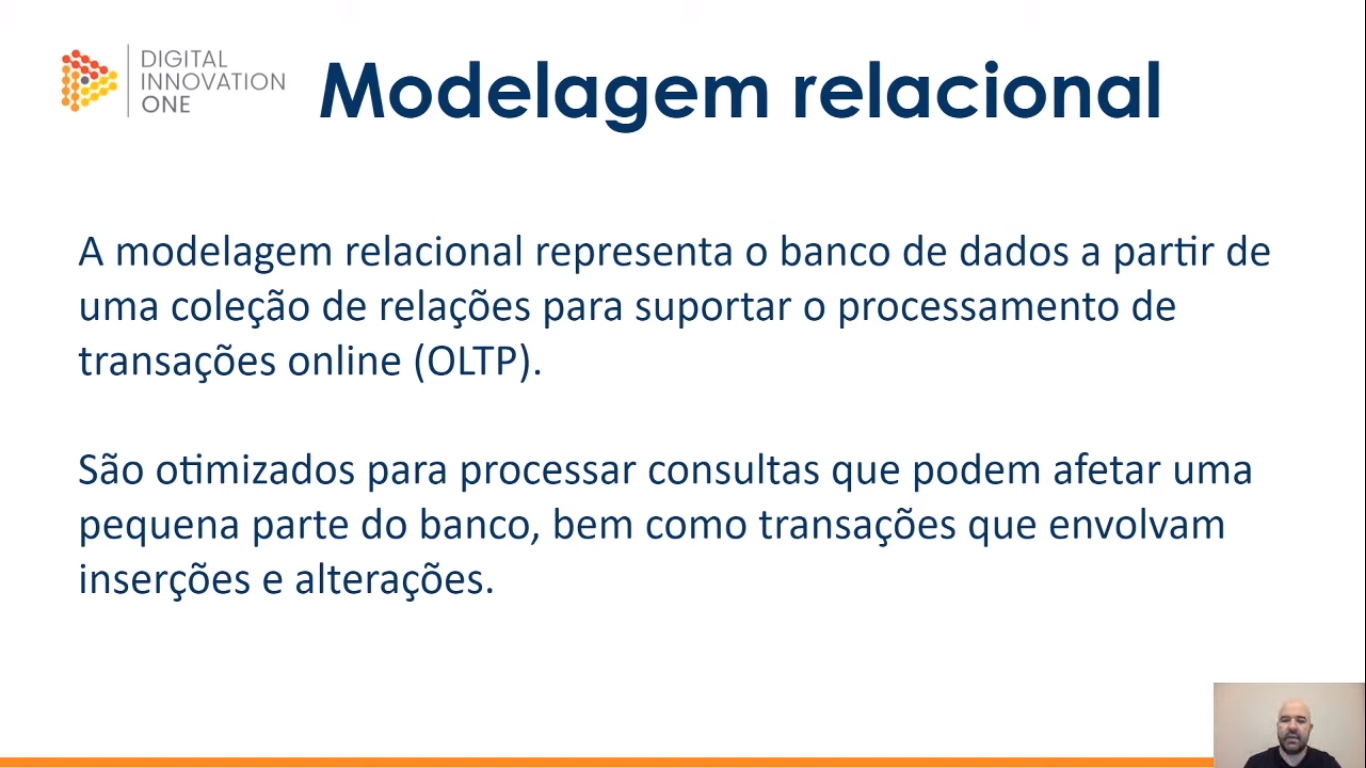 DIGITAL
INNOVATION
ONE
Modelagem relacional
A modelagem relacional representa o banco de dados a partir de
uma coleção de relações para suportar o processamento de
transações online (OLTP).
São otimizados para processar consultas que podem afetar uma
pequena parte do banco, bem como transações que envolvam
inserções e alterações.